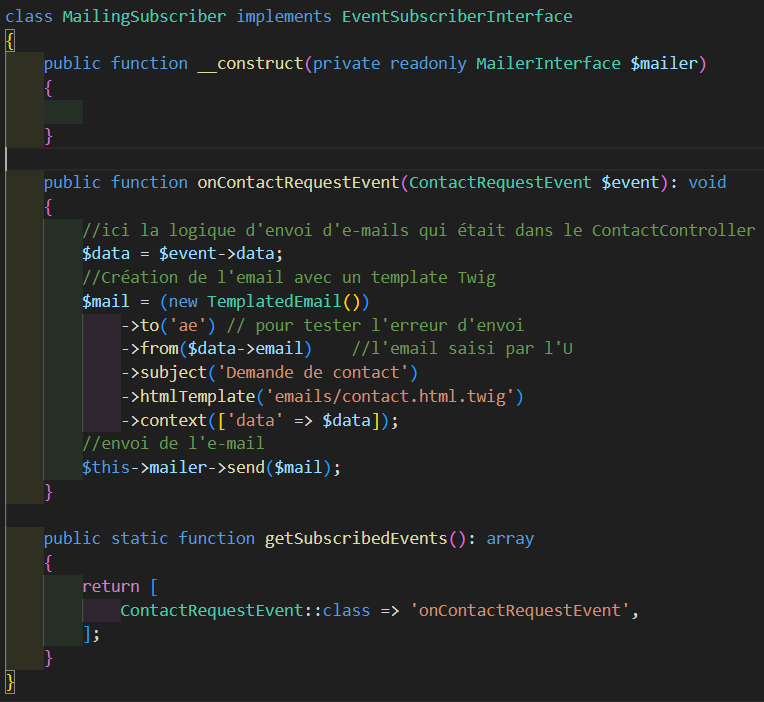 class MailingSubscriber implements EventSubscriberInterface
{
    public function __construct(private readonly MailerInterface $mailer)
    {
    }
    public function onContactRequestEvent(ContactRequestEvent $event): void
    {
        //ici la logique d'envoi d'e-mails qui était dans le ContactController
        $data = $event->data;
        //Création de l'email avec un template Twig
        $mail = (new TemplatedEmail())
            ->to('ae') // pour tester l'erreur d'envoi
            ->from($data->email)    //l'email saisi par l'U
            ->subject('Demande de contact')
            ->htmlTemplate('emails/contact.html.twig')
            ->context(['data' => $data]);
        //envoi de l'e-mail
        $this->mailer->send($mail);
    }
    public static function getSubscribedEvents(): array
    {
        return [
            ContactRequestEvent::class => 'onContactRequestEvent',
        ];
    }
}